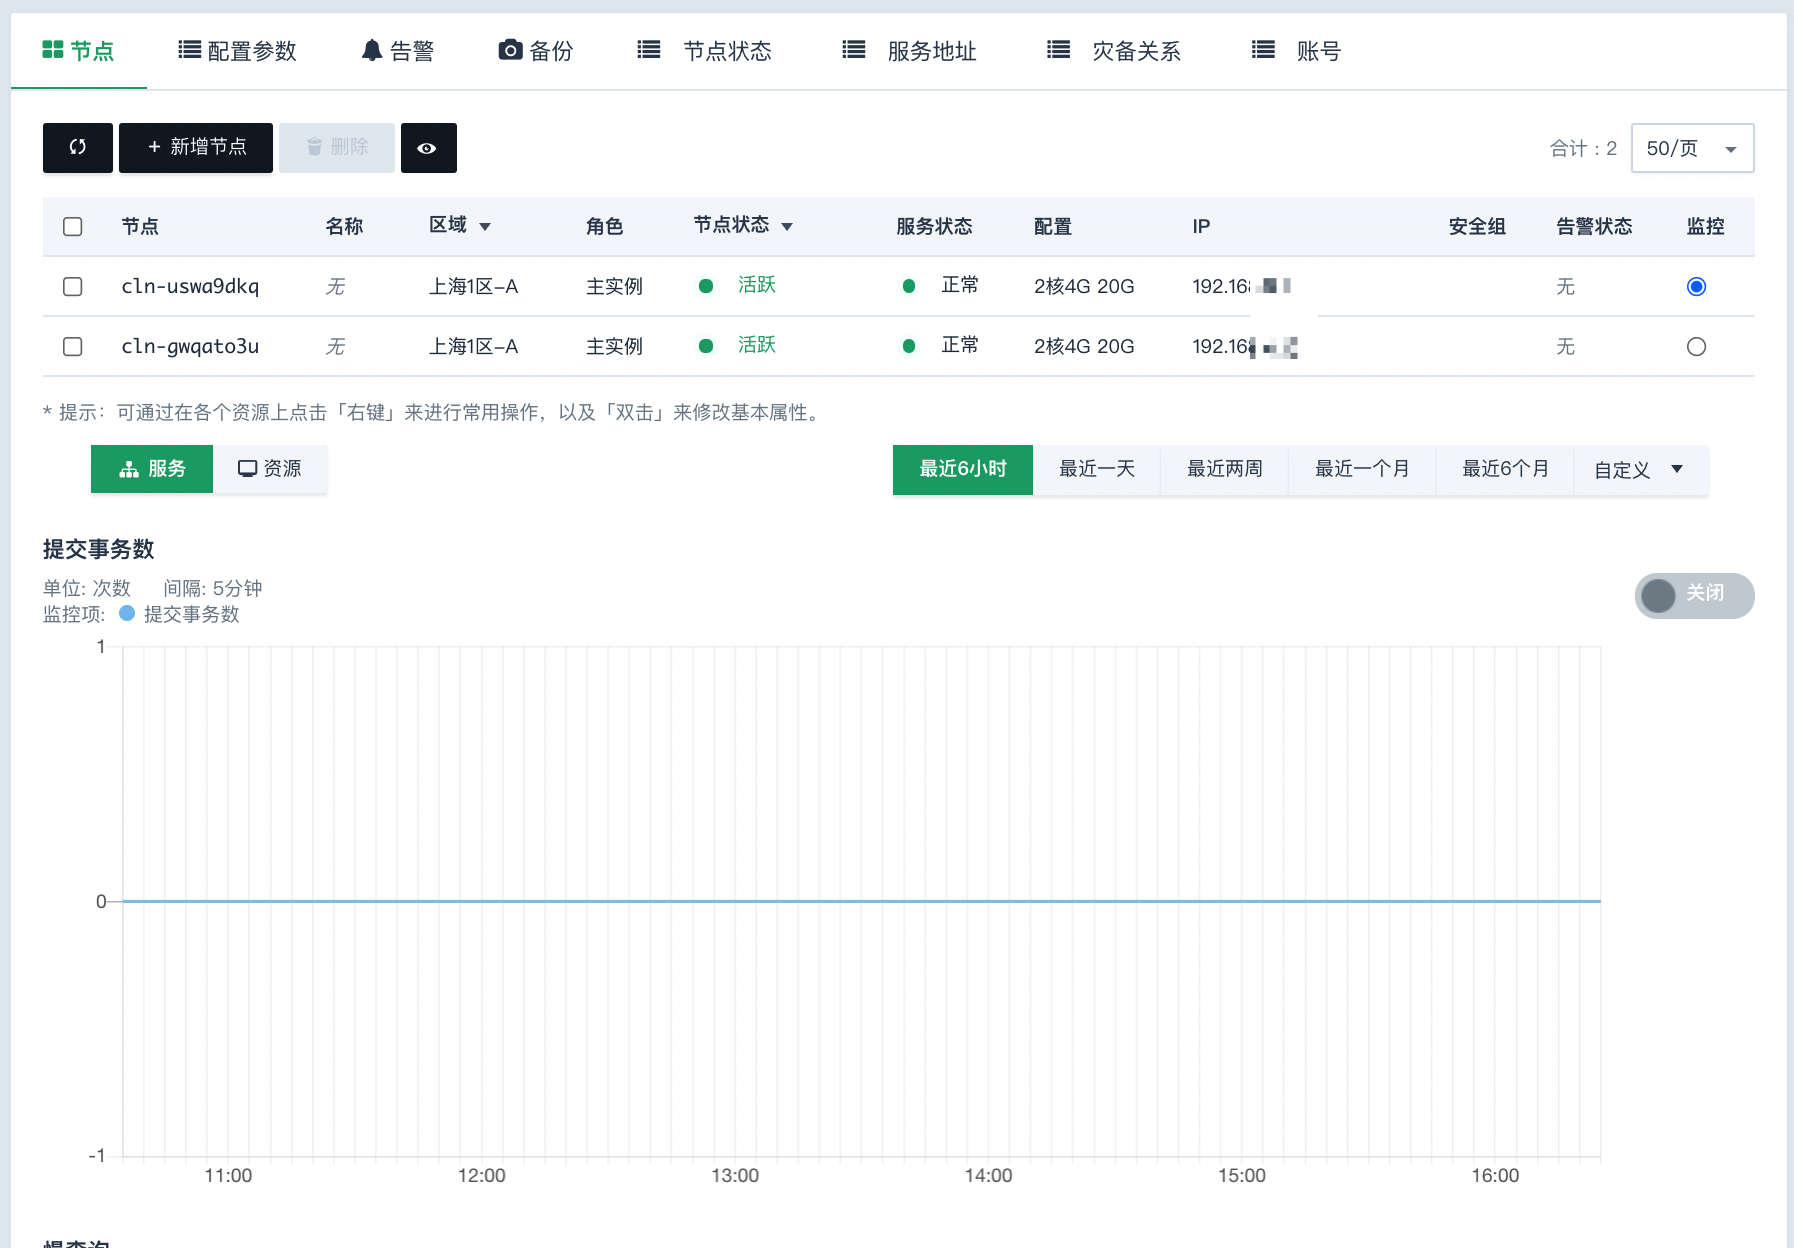 节点 配置参数 告警 备份 节点状态 服务地址 灾备关系 账号
+ 新增节点 删除 合计：2 50/页
节点 名称 区域 角色 节点状态 服务状态 配置 IP 安全组 告警状态 监控
cln-uswa9dkq 无 上海1区-A 主实例 活跃 正常 2核4G 20G 192.16 无
cln-gwqato3u 无 上海1区-A 主实例 活跃 正常 2核4G 20G 192.16 无
* 提示：可通过在各个资源上点击「右键」来进行常用操作，以及「双击」来修改基本属性。
服务 资源 最近6小时 最近一天 最近两周 最近一个月 最近6个月 自定义
提交事务数
单位: 次数 间隔: 5分钟
关闭
监控项: 提交事务数
1
0
-1
11:00 12:00 13:00 14:00 15:00 16:00